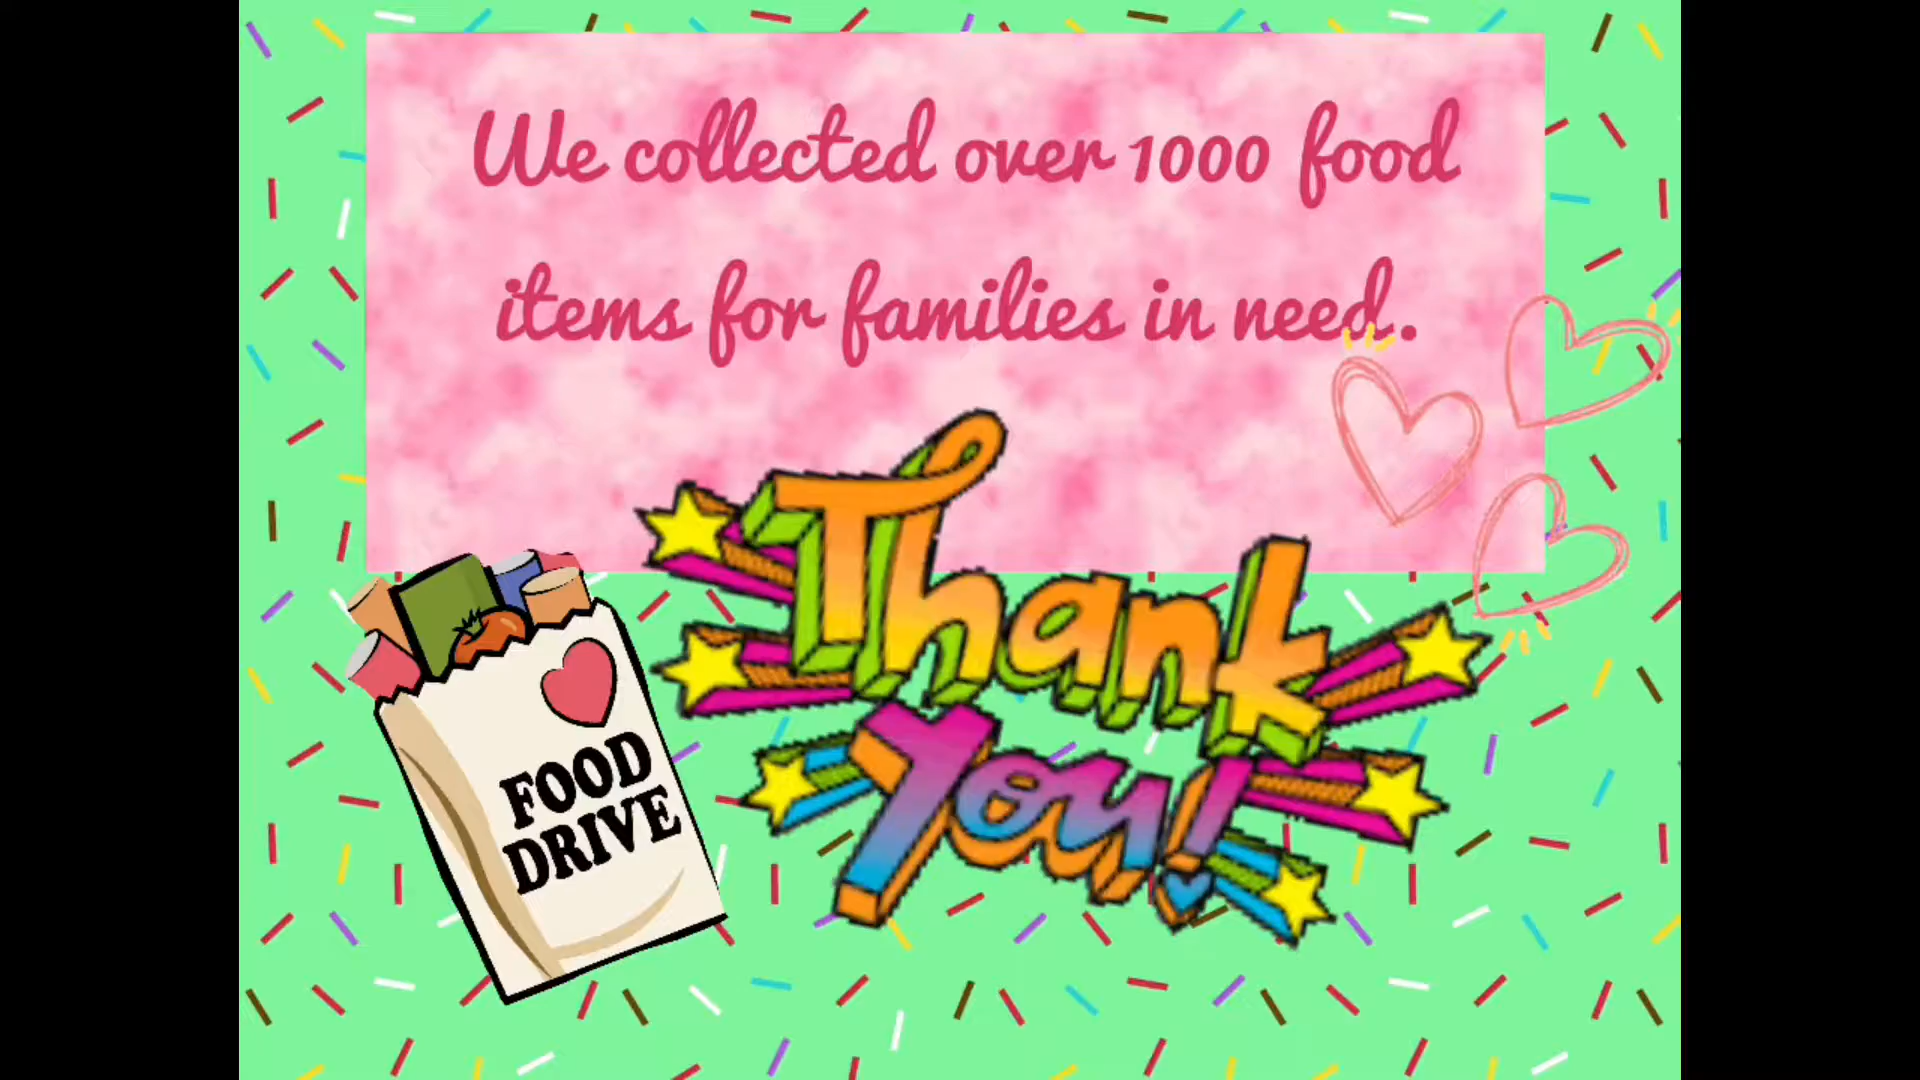 We collected over 1000 food
items for families in need.
Thank
You!
FOOD
DRIVE